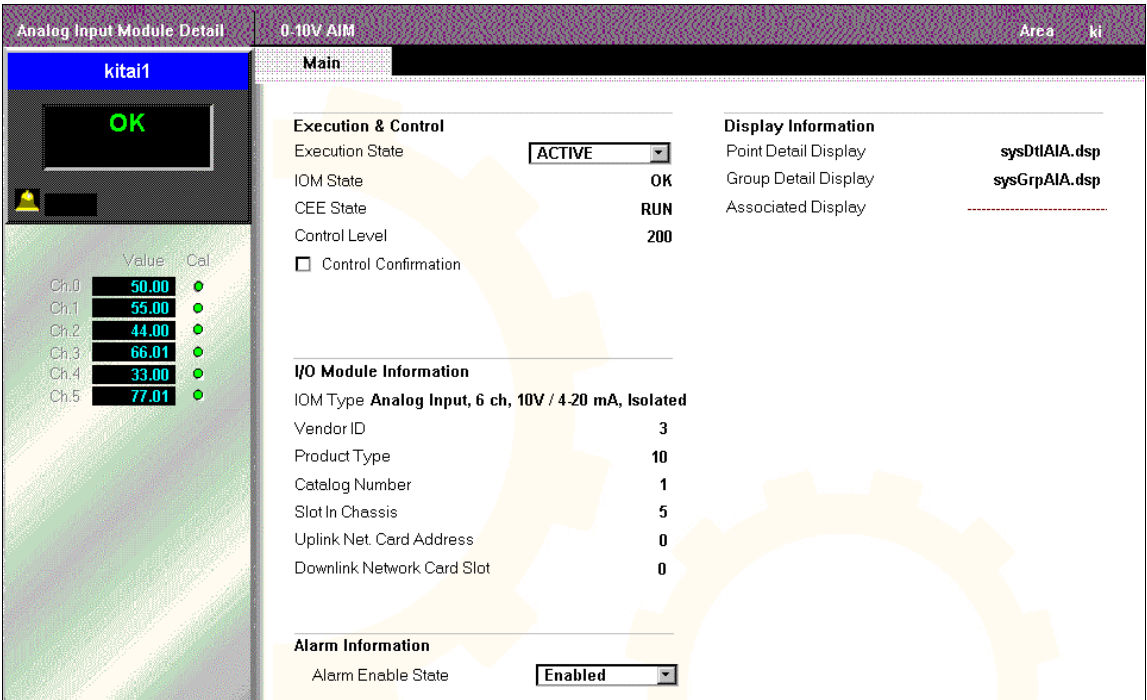 Analog Input Module Detail
0-10V AIM
Area ki
kitai1
OK
Value Cal
Ch.0 50.00
Ch.1 55.00
Ch.2 44.00
Ch.3 66.01
Ch.4 33.00
Ch.5 77.01
Main
Execution & Control
Execution State ACTIVE
IOM State OK
CEE State RUN
Control Level 200
Control Confirmation
I/O Module Information
IOM Type Analog Input, 6 ch, 10V / 4-20 mA, Isolated
Vendor ID 3
Product Type 10
Catalog Number 1
Slot In Chassis 5
Uplink Net. Card Address 0
Downlink Network Card Slot 0
Alarm Information
Alarm Enable State Enabled
Display Information
Point Detail Display sysDtlAIA.dsp
Group Detail Display sysGrpAIA.dsp
Associated Display --------------------